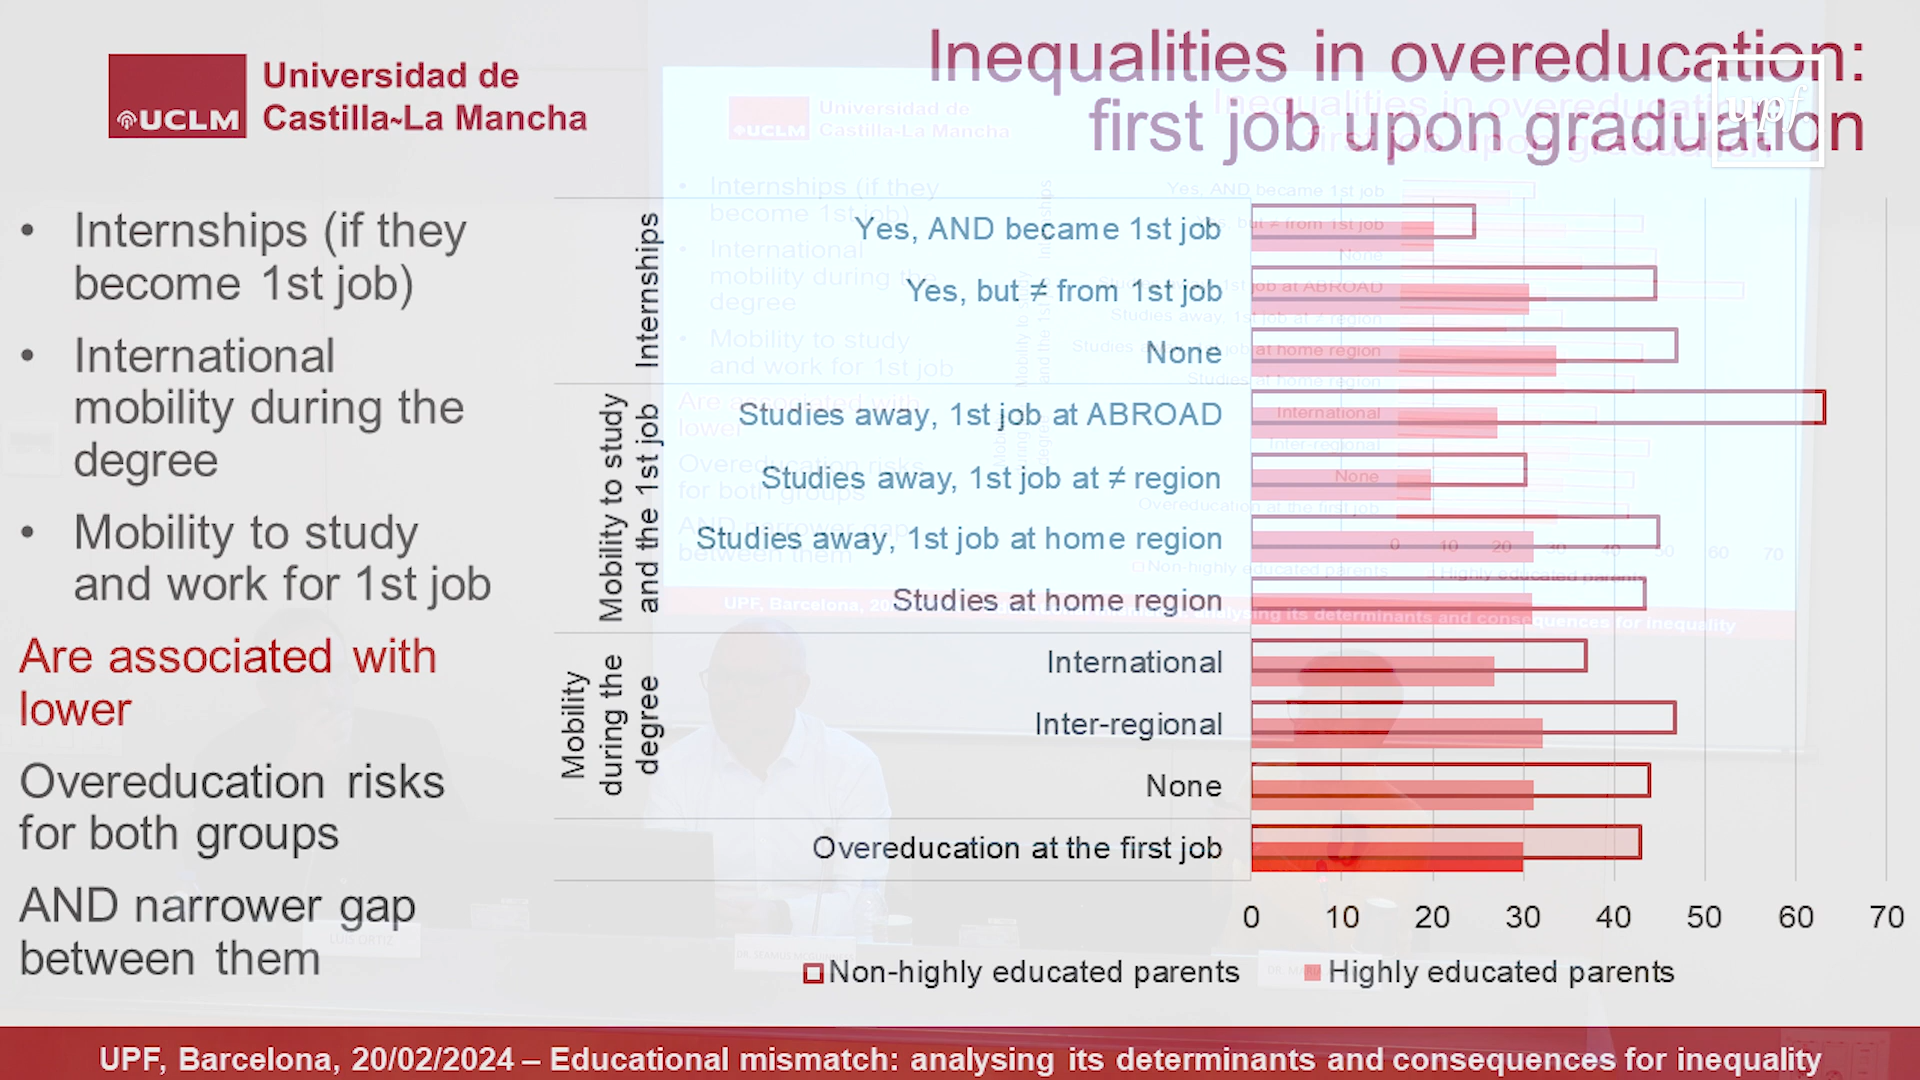 UCLM
Universidad de
Castilla~La Mancha
Inequalities in overeducation:
first job upon graduation
upf.
• Internships (if they
become 1st job)
• International
mobility during the
degree
• Mobility to study
and work for 1st job
Are associated with
lower
Overeducation risks
for both groups
AND narrower gap
between them
Internships
Yes, AND became 1st job
Yes, but ≠ from 1st job
None
Mobility to study
and the 1st job
Studies away, 1st job at ABROAD
Studies away, 1st job at ≠ region
Studies away, 1st job at home region
Studies at home region
Mobility
during the
degree
International
Inter-regional
None
Overeducation at the first job
0 10 20 30 40 50 60 70
Non-highly educated parents Highly educated parents
UPF, Barcelona, 20/02/2024 – Educational mismatch: analysing its determinants and consequences for inequality